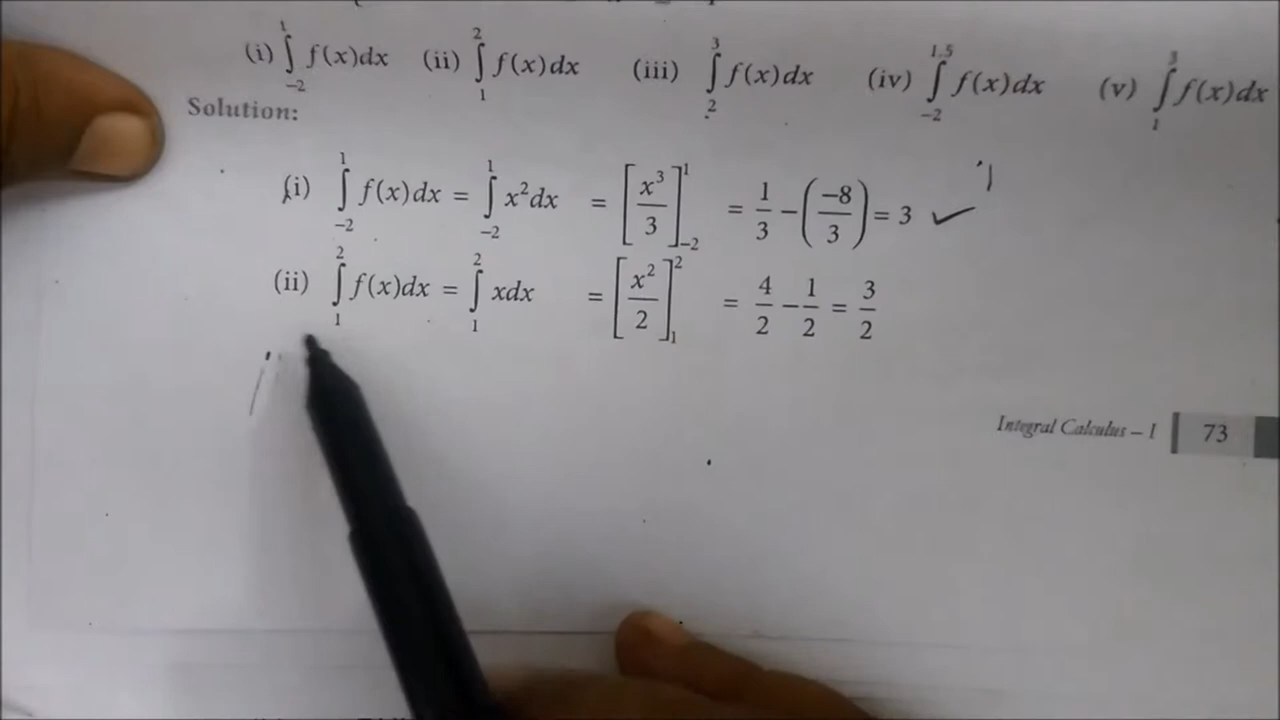 (i) ∫_{-2}^{1} f(x)dx (ii) ∫_{1}^{2} f(x)dx (iii) ∫_{2}^{3} f(x)dx (iv) ∫_{-2}^{1.5} f(x)dx (v) ∫_{1}^{3} f(x)dx
Solution:
(i) ∫_{-2}^{1} f(x)dx = ∫_{-2}^{1} x²dx = [x³/3]_{-2}^{1} = 1/3 − (−8/3) = 3 ✓
(ii) ∫_{1}^{2} f(x)dx = ∫_{1}^{2} xdx = [x²/2]_{1}^{2} = 4/2 − 1/2 = 3/2
Integral Calculus – I 73